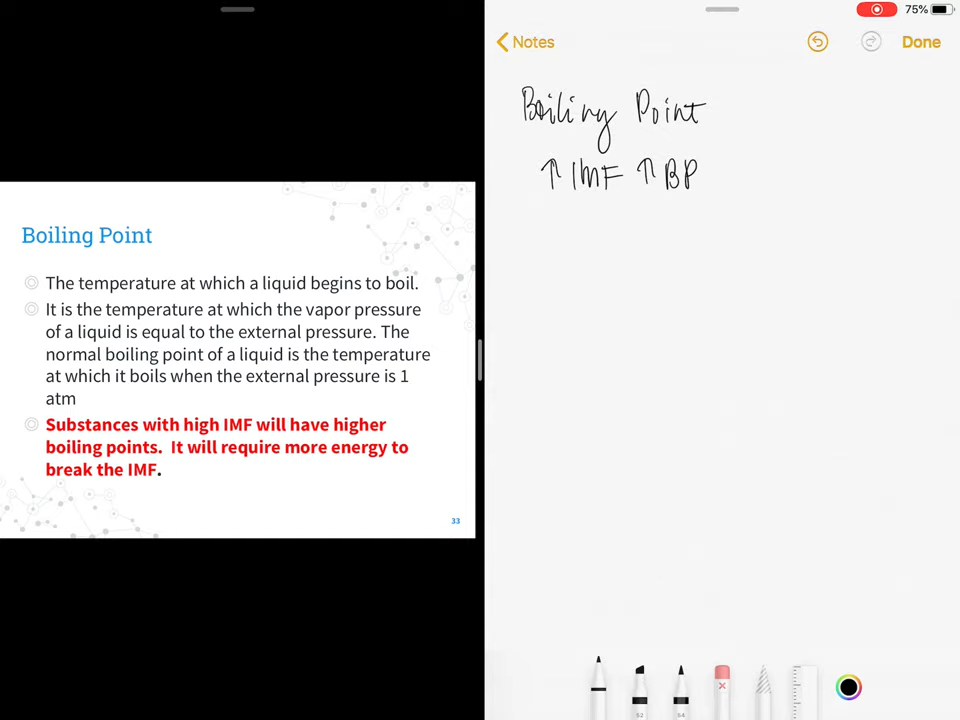 75%
Notes
Done
Boiling Point
↑ IMF ↑ BP
Boiling Point
The temperature at which a liquid begins to boil.
It is the temperature at which the vapor pressure
of a liquid is equal to the external pressure. The
normal boiling point of a liquid is the temperature
at which it boils when the external pressure is 1
atm
Substances with high IMF will have higher
boiling points. It will require more energy to
break the IMF.
33